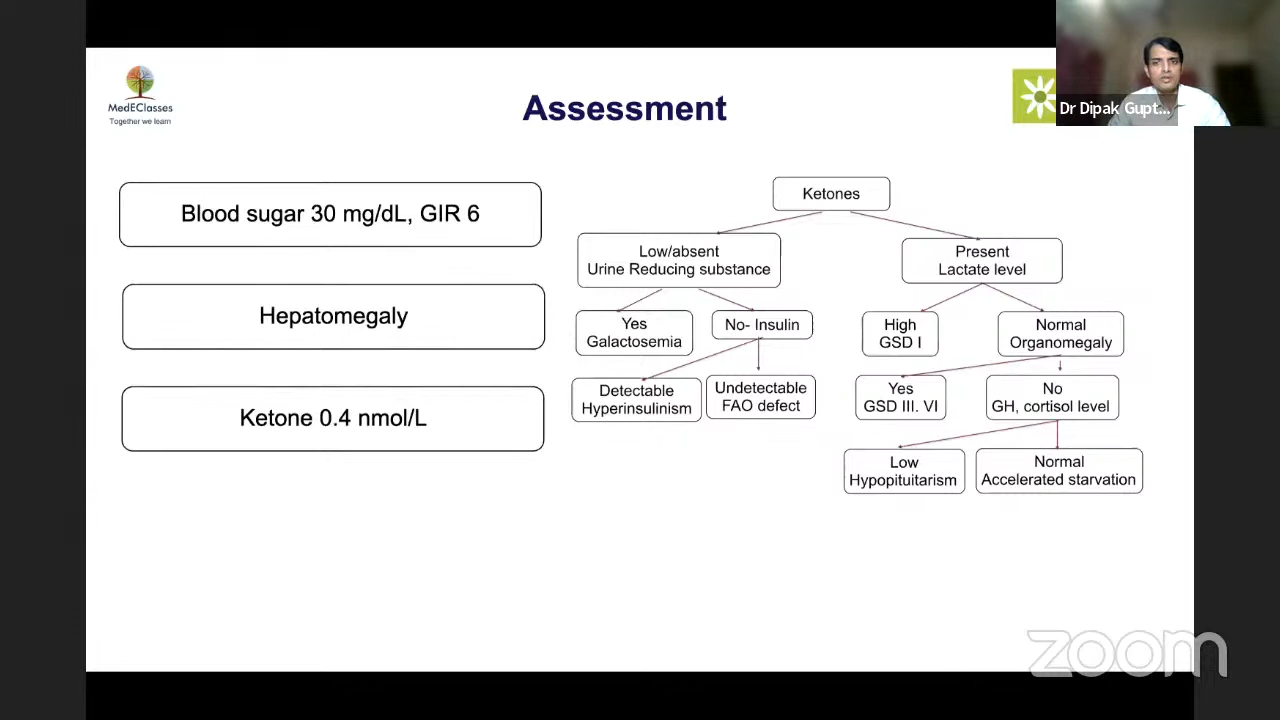 MedEClasses
Together we learn
Assessment
Dr Dipak Gupt...
Blood sugar 30 mg/dL, GIR 6
Hepatomegaly
Ketone 0.4 nmol/L
Ketones
Low/absent
Urine Reducing substance
Present
Lactate level
Yes
Galactosemia
No- Insulin
High
GSD I
Normal
Organomegaly
Detectable
Hyperinsulinism
Undetectable
FAO defect
Yes
GSD III. VI
No
GH, cortisol level
Low
Hypopituitarism
Normal
Accelerated starvation
zoom